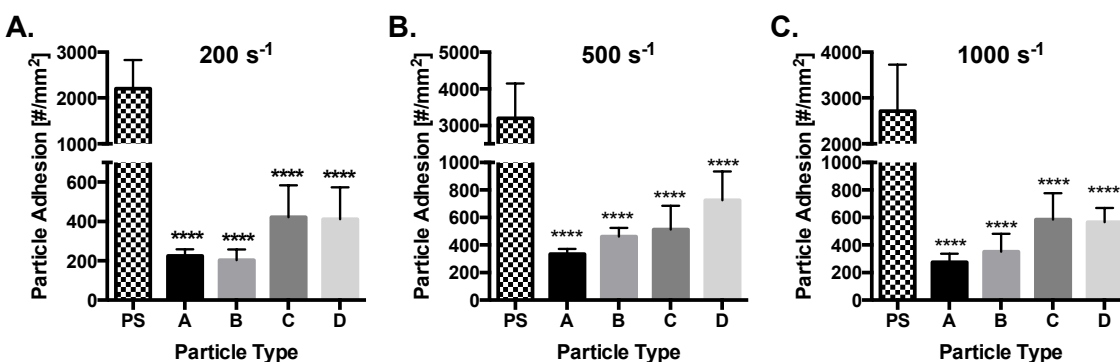 A.
200 s-1
Particle Adhesion [#/mm2]
3000
2000
1000
600
400
200
0
****
****
****
****
PS A B C D
Particle Type
B.
500 s-1
Particle Adhesion [#/mm2]
5000
4000
3000
1000
800
600
400
200
0
****
****
****
****
PS A B C D
Particle Type
C.
1000 s-1
Particle Adhesion [#/mm2]
4000
3000
2000
1000
800
600
400
200
0
****
****
****
****
PS A B C D
Particle Type